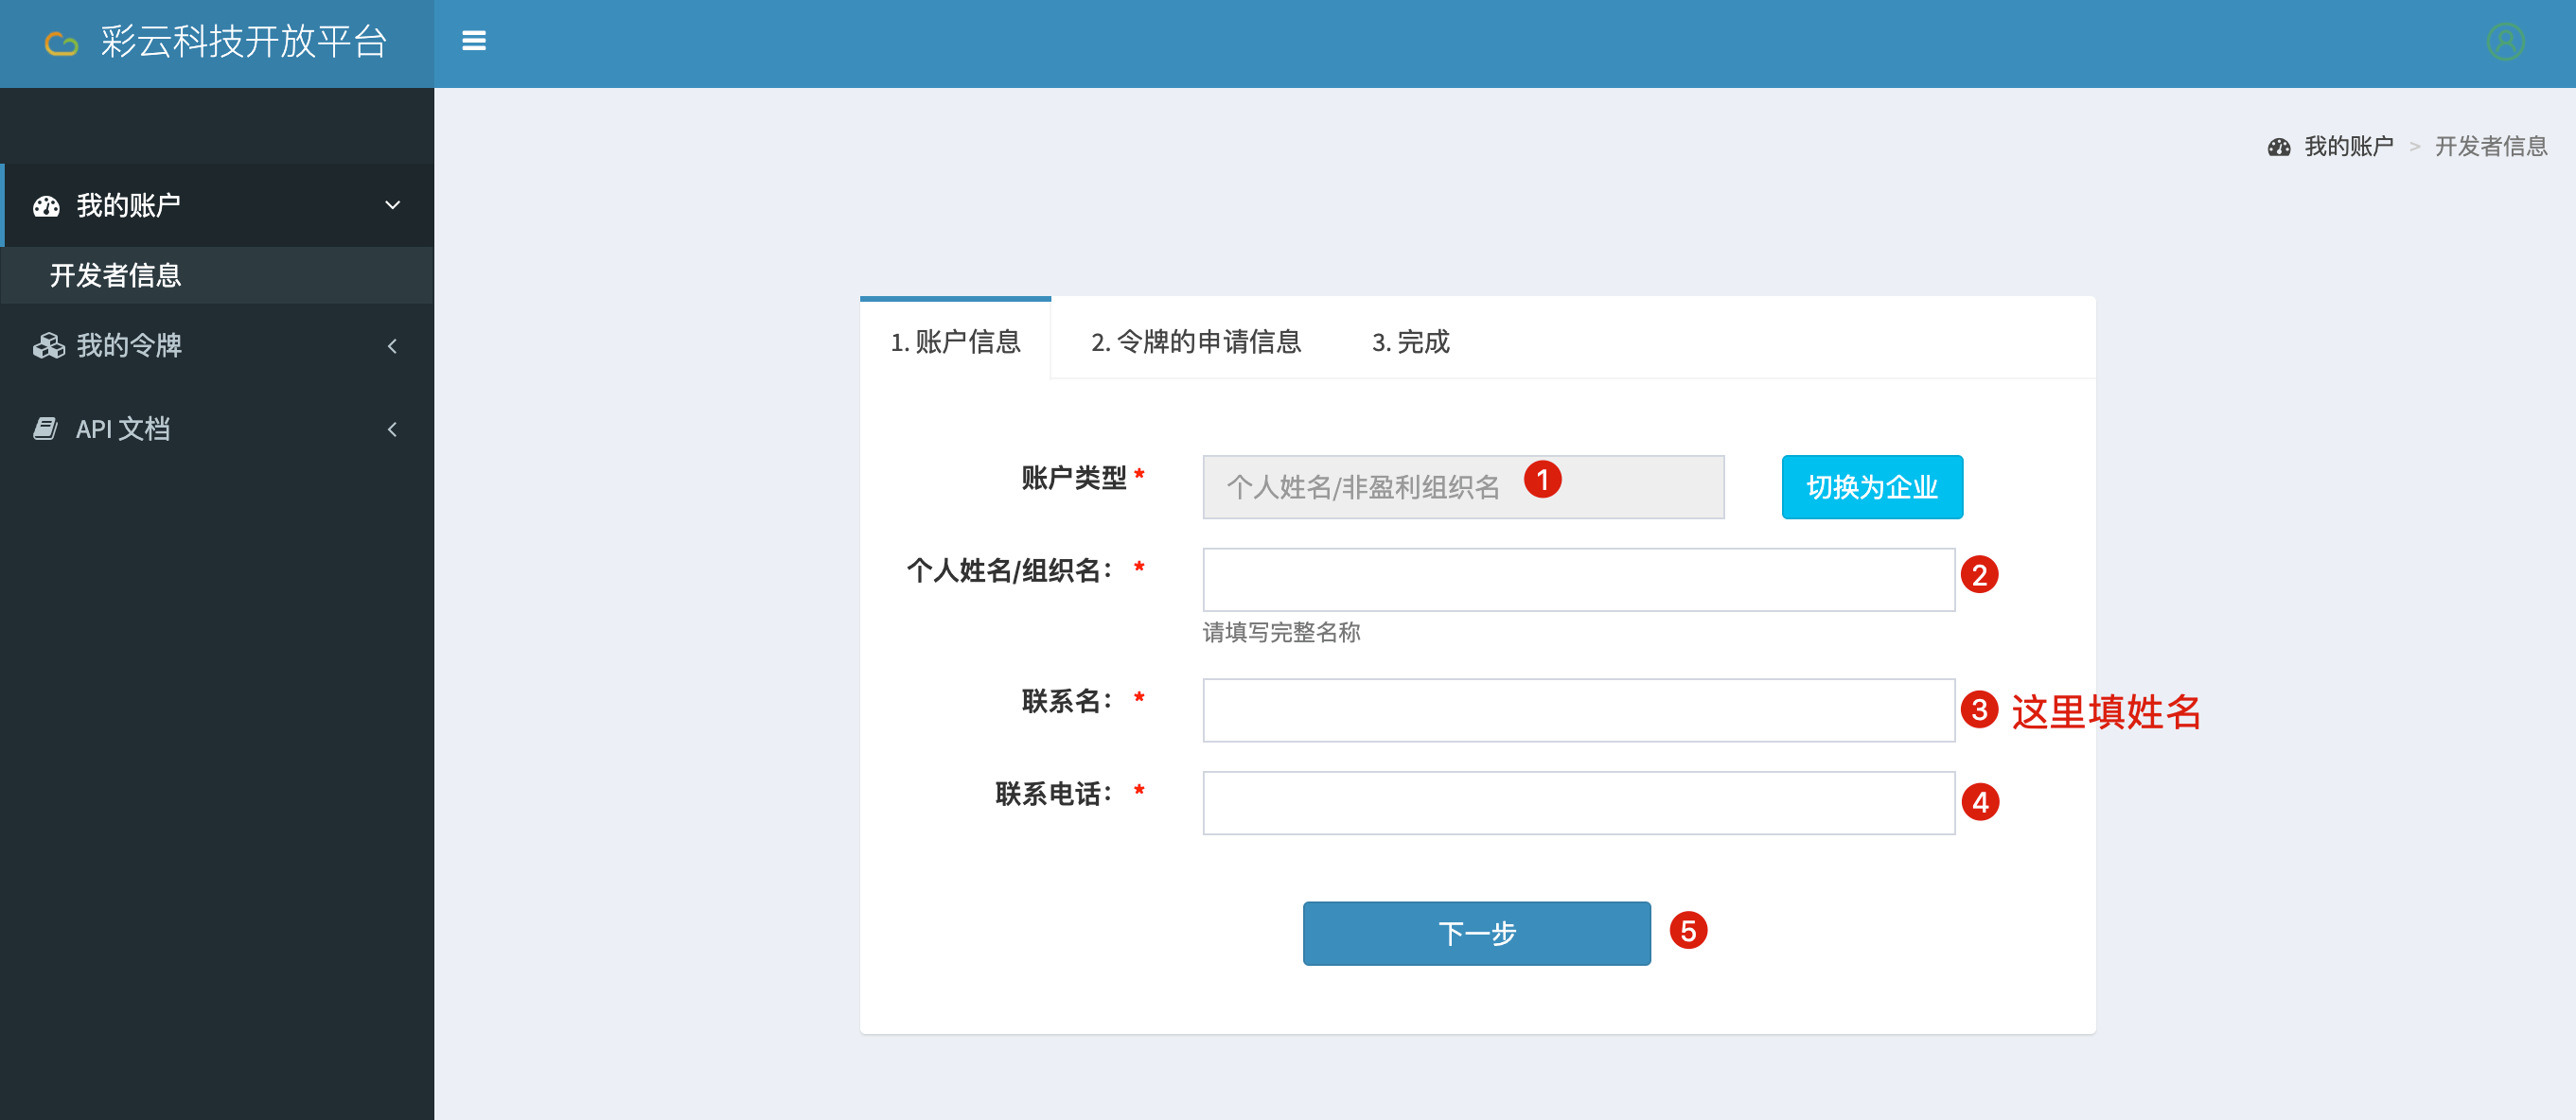 彩云科技开放平台
我的账户 > 开发者信息
我的账户
开发者信息
我的令牌
API 文档
1. 账户信息
2. 令牌的申请信息
3. 完成
账户类型 *
个人姓名/非盈利组织名
1
切换为企业
个人姓名/组织名： *
2
请填写完整名称
联系名： *
3 这里填姓名
联系电话： *
4
下一步
5